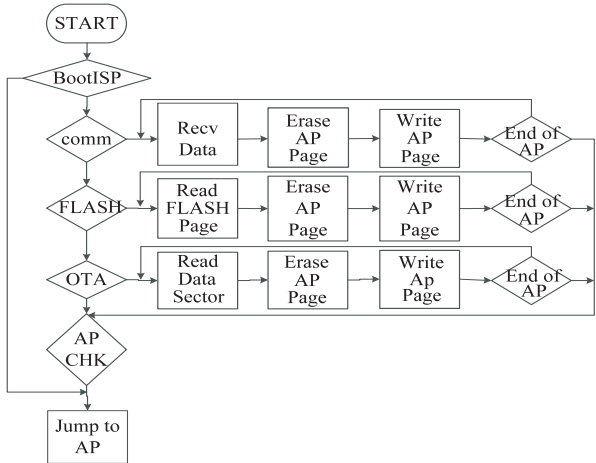 START
BootISP
comm
Recv
Data
Erase
AP
Page
Write
AP
Page
End of
AP
FLASH
Read
FLASH
Page
Erase
AP
Page
Write
AP
Page
End of
AP
OTA
Read
Data
Sector
Erase
AP
Page
Write
Ap
Page
End of
AP
AP
CHK
Jump to
AP